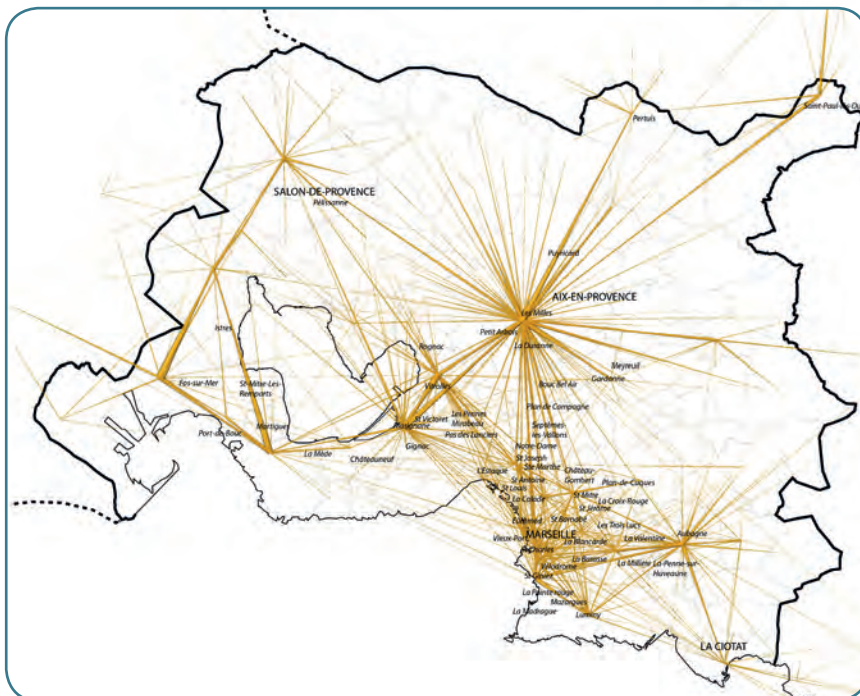 Saint-Paul-lès-Du
Pertuis
SALON-DE-PROVENCE
Pélissanne
Puyricard
AIX-EN-PROVENCE
Les Milles
Istres
Petit Arbois
La Duranne
Rognac
Meyreuil
Gardanne
Fos-sur-Mer
St-Mitre-Les-
Remparts
Vitrolles
Bouc Bel Air
Plan de Campagne
Martigues
St Victoret
Les Pennes
Mirabeau
Marignane
Septèmes-
les-Vallons
Port-de-Bouc
Pas des Lanciers
Gignac
Notre-Dame
La Mède
Châteauneuf
St Joseph
Ste Marthe
L'Estaque
Château-
Gombert
St Antoine
Plan-de-Cuques
St Louis
St Mitre
La Calade
La Croix-Rouge
St Jérôme
St Barnabé
Les Trois Lucs
Vieux-Port
MARSEILLE
La Blancarde
La Valentine
Aubagne
St Charles
La Barasse
La Millière
La-Penne-sur-
Huveaune
Vélodrome
St Giniez
La Pointe rouge
Mazargues
La Madrague
Luminy
LA CIOTAT